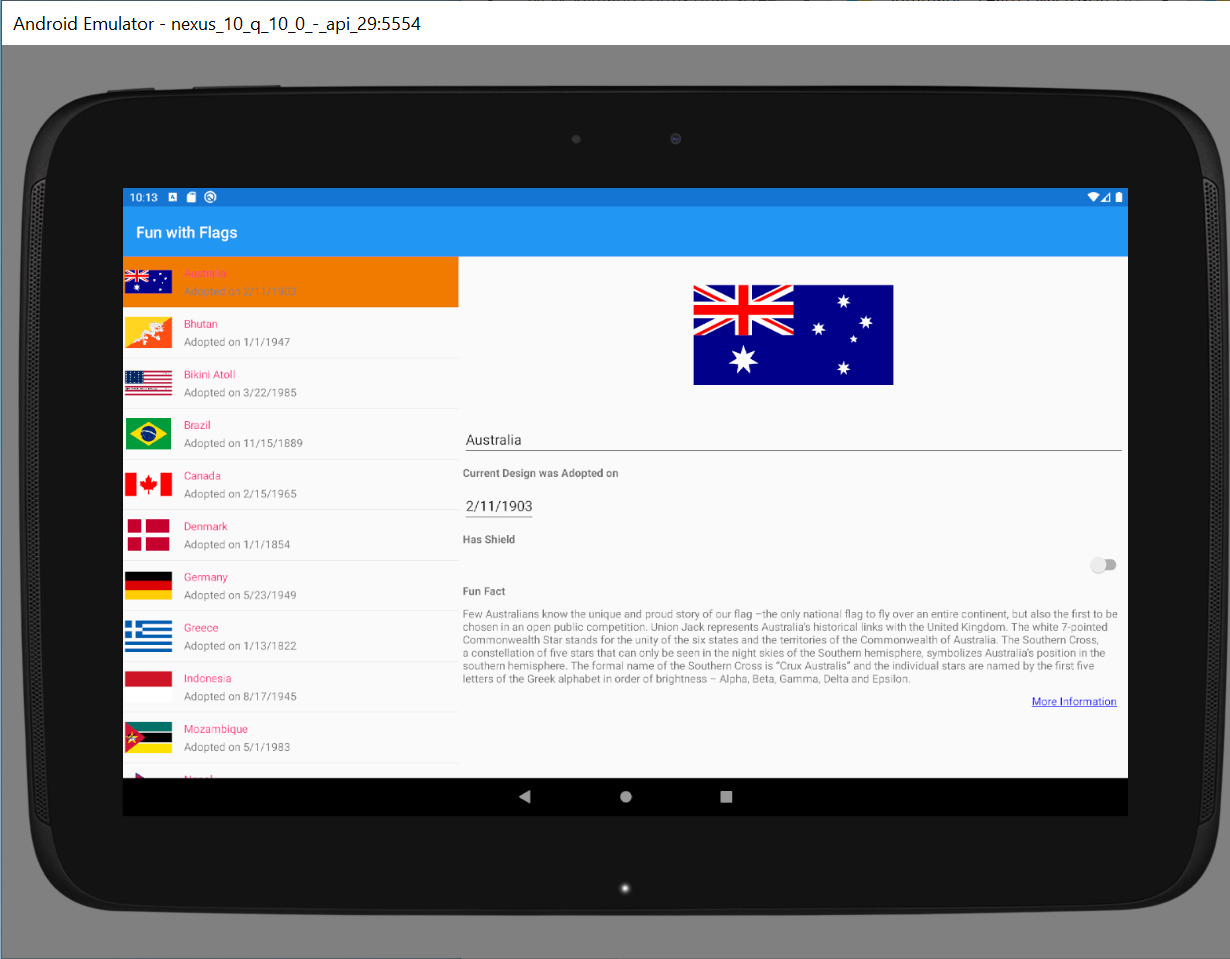 Android Emulator - nexus_10_q_10_0_-_api_29:5554
10:13
Fun with Flags
Australia
Adopted on 2/11/1903
Bhutan
Adopted on 1/1/1947
Bikini Atoll
Adopted on 3/22/1985
Brazil
Adopted on 11/15/1889
Canada
Adopted on 2/15/1965
Denmark
Adopted on 1/1/1854
Germany
Adopted on 5/23/1949
Greece
Adopted on 1/13/1822
Indonesia
Adopted on 8/17/1945
Mozambique
Adopted on 5/1/1983
Australia
Current Design was Adopted on
2/11/1903
Has Shield
Fun Fact
Few Australians know the unique and proud story of our flag –the only national flag to fly over an entire continent, but also the first to be
chosen in an open public competition. Union Jack represents Australia's historical links with the United Kingdom. The white 7-pointed
Commonwealth Star stands for the unity of the six states and the territories of the Commonwealth of Australia. The Southern Cross,
a constellation of five stars that can only be seen in the night skies of the Southern hemisphere, symbolizes Australia's position in the
southern hemisphere. The formal name of the Southern Cross is “Crux Australis” and the individual stars are named by the first five
letters of the Greek alphabet in order of brightness – Alpha, Beta, Gamma, Delta and Epsilon.
More Information